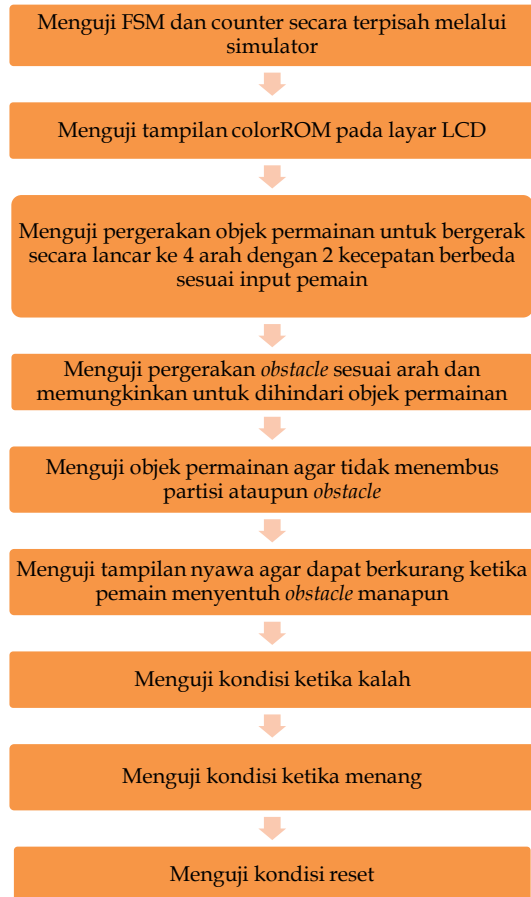 Menguji FSM dan counter secara terpisah melalui
simulator
Menguji tampilan colorROM pada layar LCD
Menguji pergerakan objek permainan untuk bergerak
secara lancar ke 4 arah dengan 2 kecepatan berbeda
sesuai input pemain
Menguji pergerakan obstacle sesuai arah dan
memungkinkan untuk dihindari objek permainan
Menguji objek permainan agar tidak menembus
partisi ataupun obstacle
Menguji tampilan nyawa agar dapat berkurang ketika
pemain menyentuh obstacle manapun
Menguji kondisi ketika kalah
Menguji kondisi ketika menang
Menguji kondisi reset